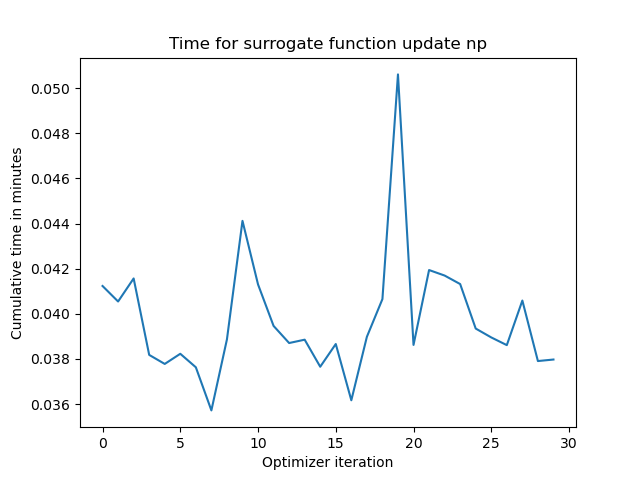 Time for surrogate function update np
Cumulative time in minutes
0.050
0.048
0.046
0.044
0.042
0.040
0.038
0.036
0 5 10 15 20 25 30
Optimizer iteration